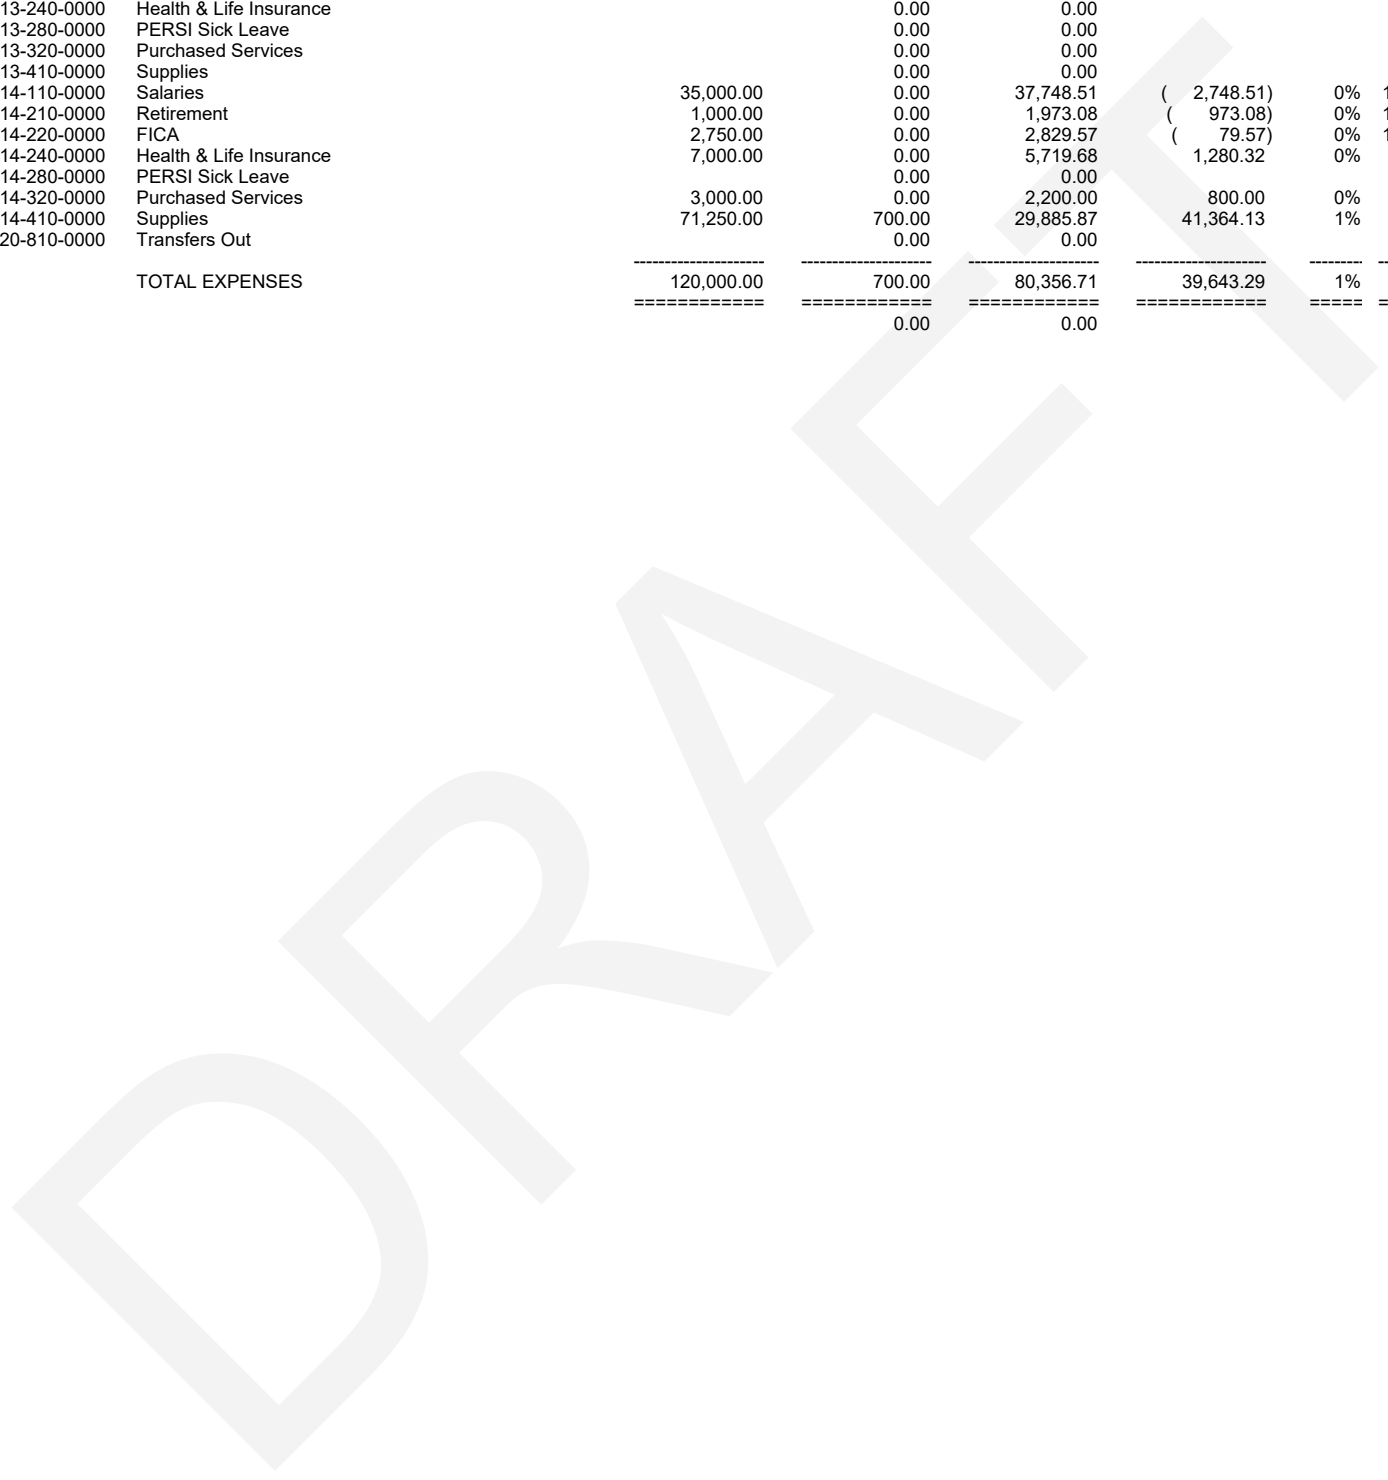 13-240-0000 Health & Life Insurance 0.00 0.00
13-280-0000 PERSI Sick Leave 0.00 0.00
13-320-0000 Purchased Services 0.00 0.00
13-410-0000 Supplies 0.00 0.00
14-110-0000 Salaries 35,000.00 0.00 37,748.51 ( 2,748.51) 0% 1
14-210-0000 Retirement 1,000.00 0.00 1,973.08 ( 973.08) 0% 1
14-220-0000 FICA 2,750.00 0.00 2,829.57 ( 79.57) 0% 1
14-240-0000 Health & Life Insurance 7,000.00 0.00 5,719.68 1,280.32 0%
14-280-0000 PERSI Sick Leave 0.00 0.00
14-320-0000 Purchased Services 3,000.00 0.00 2,200.00 800.00 0%
14-410-0000 Supplies 71,250.00 700.00 29,885.87 41,364.13 1%
20-810-0000 Transfers Out 0.00 0.00
--------------------- --------------------- --------------------- --------------------- -------- --
TOTAL EXPENSES 120,000.00 700.00 80,356.71 39,643.29 1%
============ ============ ============ ============ ===== =
0.00 0.00
DRAFT